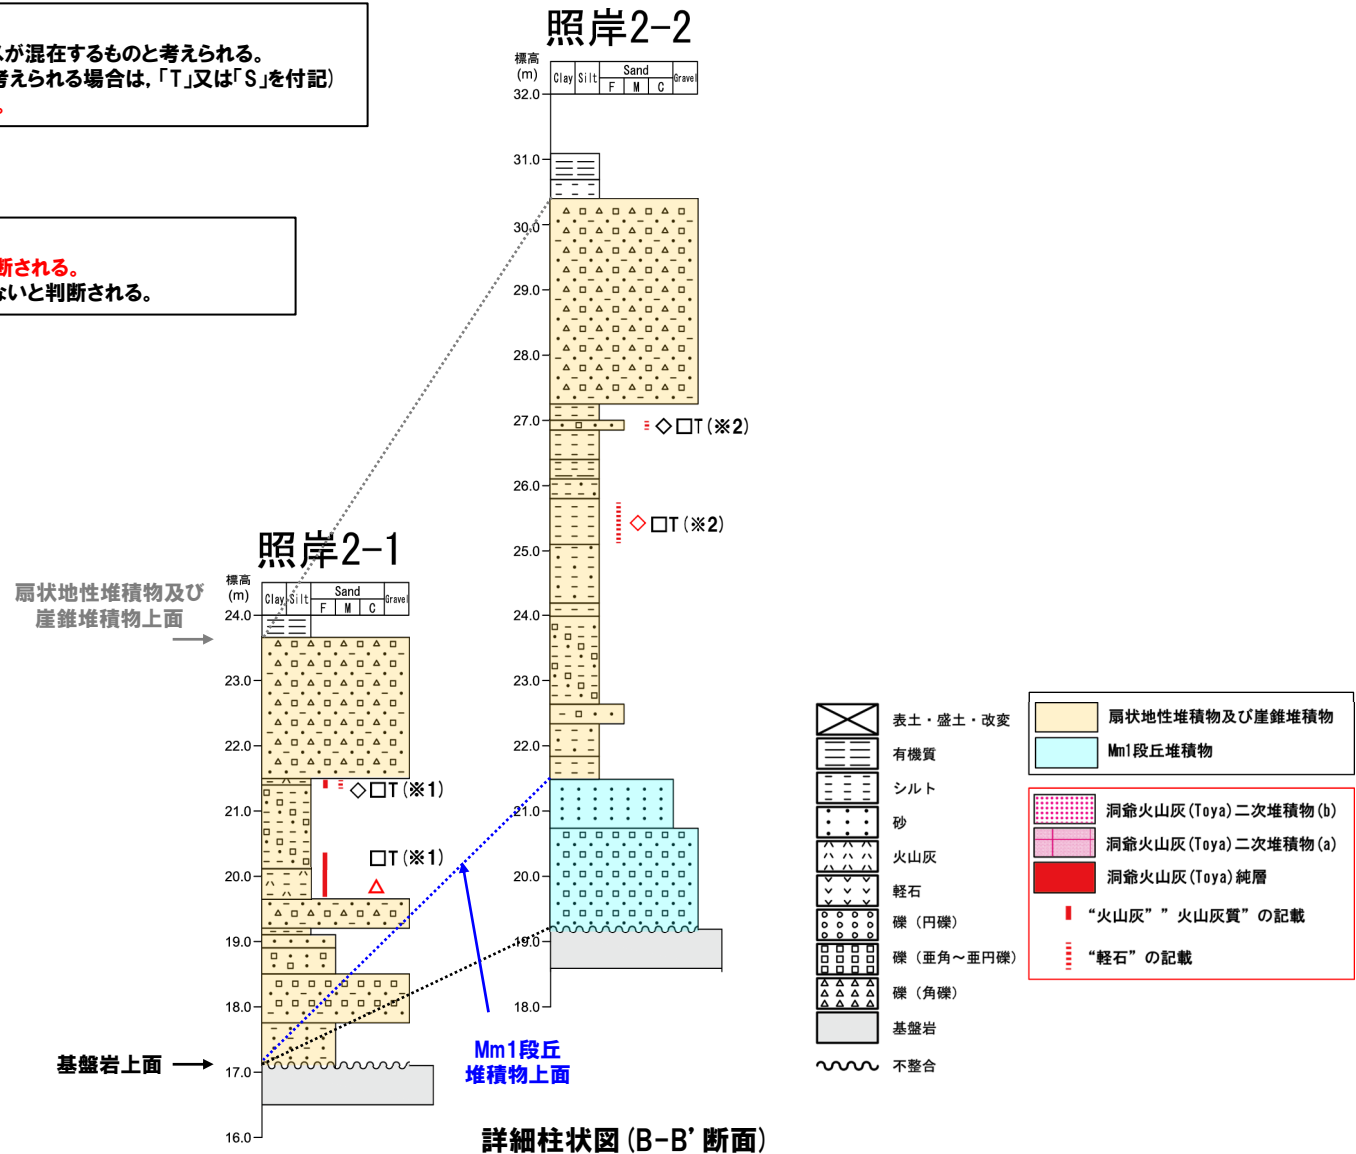 スが混在するものと考えられる。
考えられる場合は，「T」又は「S」を付記）
。
断される。
ないと判断される。
照岸2-2
標高
(m)
Clay Silt Sand Gravel
F M C
32.0
31.0
30.0
29.0
28.0
27.0
◇□T(※2)
26.0
◇□T(※2)
25.0
24.0
23.0
22.0
21.0
20.0
19.0
18.0
照岸2-1
標高
(m)
Clay Silt Sand Gravel
F M C
24.0
23.0
22.0
◇□T(※1)
21.0
□T(※1)
20.0
△
19.0
18.0
17.0
16.0
扇状地性堆積物及び
崖錐堆積物上面
基盤岩上面
Mm1段丘
堆積物上面
表土・盛土・改変
有機質
シルト
砂
火山灰
軽石
礫（円礫）
礫（亜角～亜円礫）
礫（角礫）
基盤岩
不整合
扇状地性堆積物及び崖錐堆積物
Mm1段丘堆積物
洞爺火山灰(Toya)二次堆積物(b)
洞爺火山灰(Toya)二次堆積物(a)
洞爺火山灰(Toya)純層
“火山灰””火山灰質”の記載
“軽石”の記載
詳細柱状図(B-B’断面)